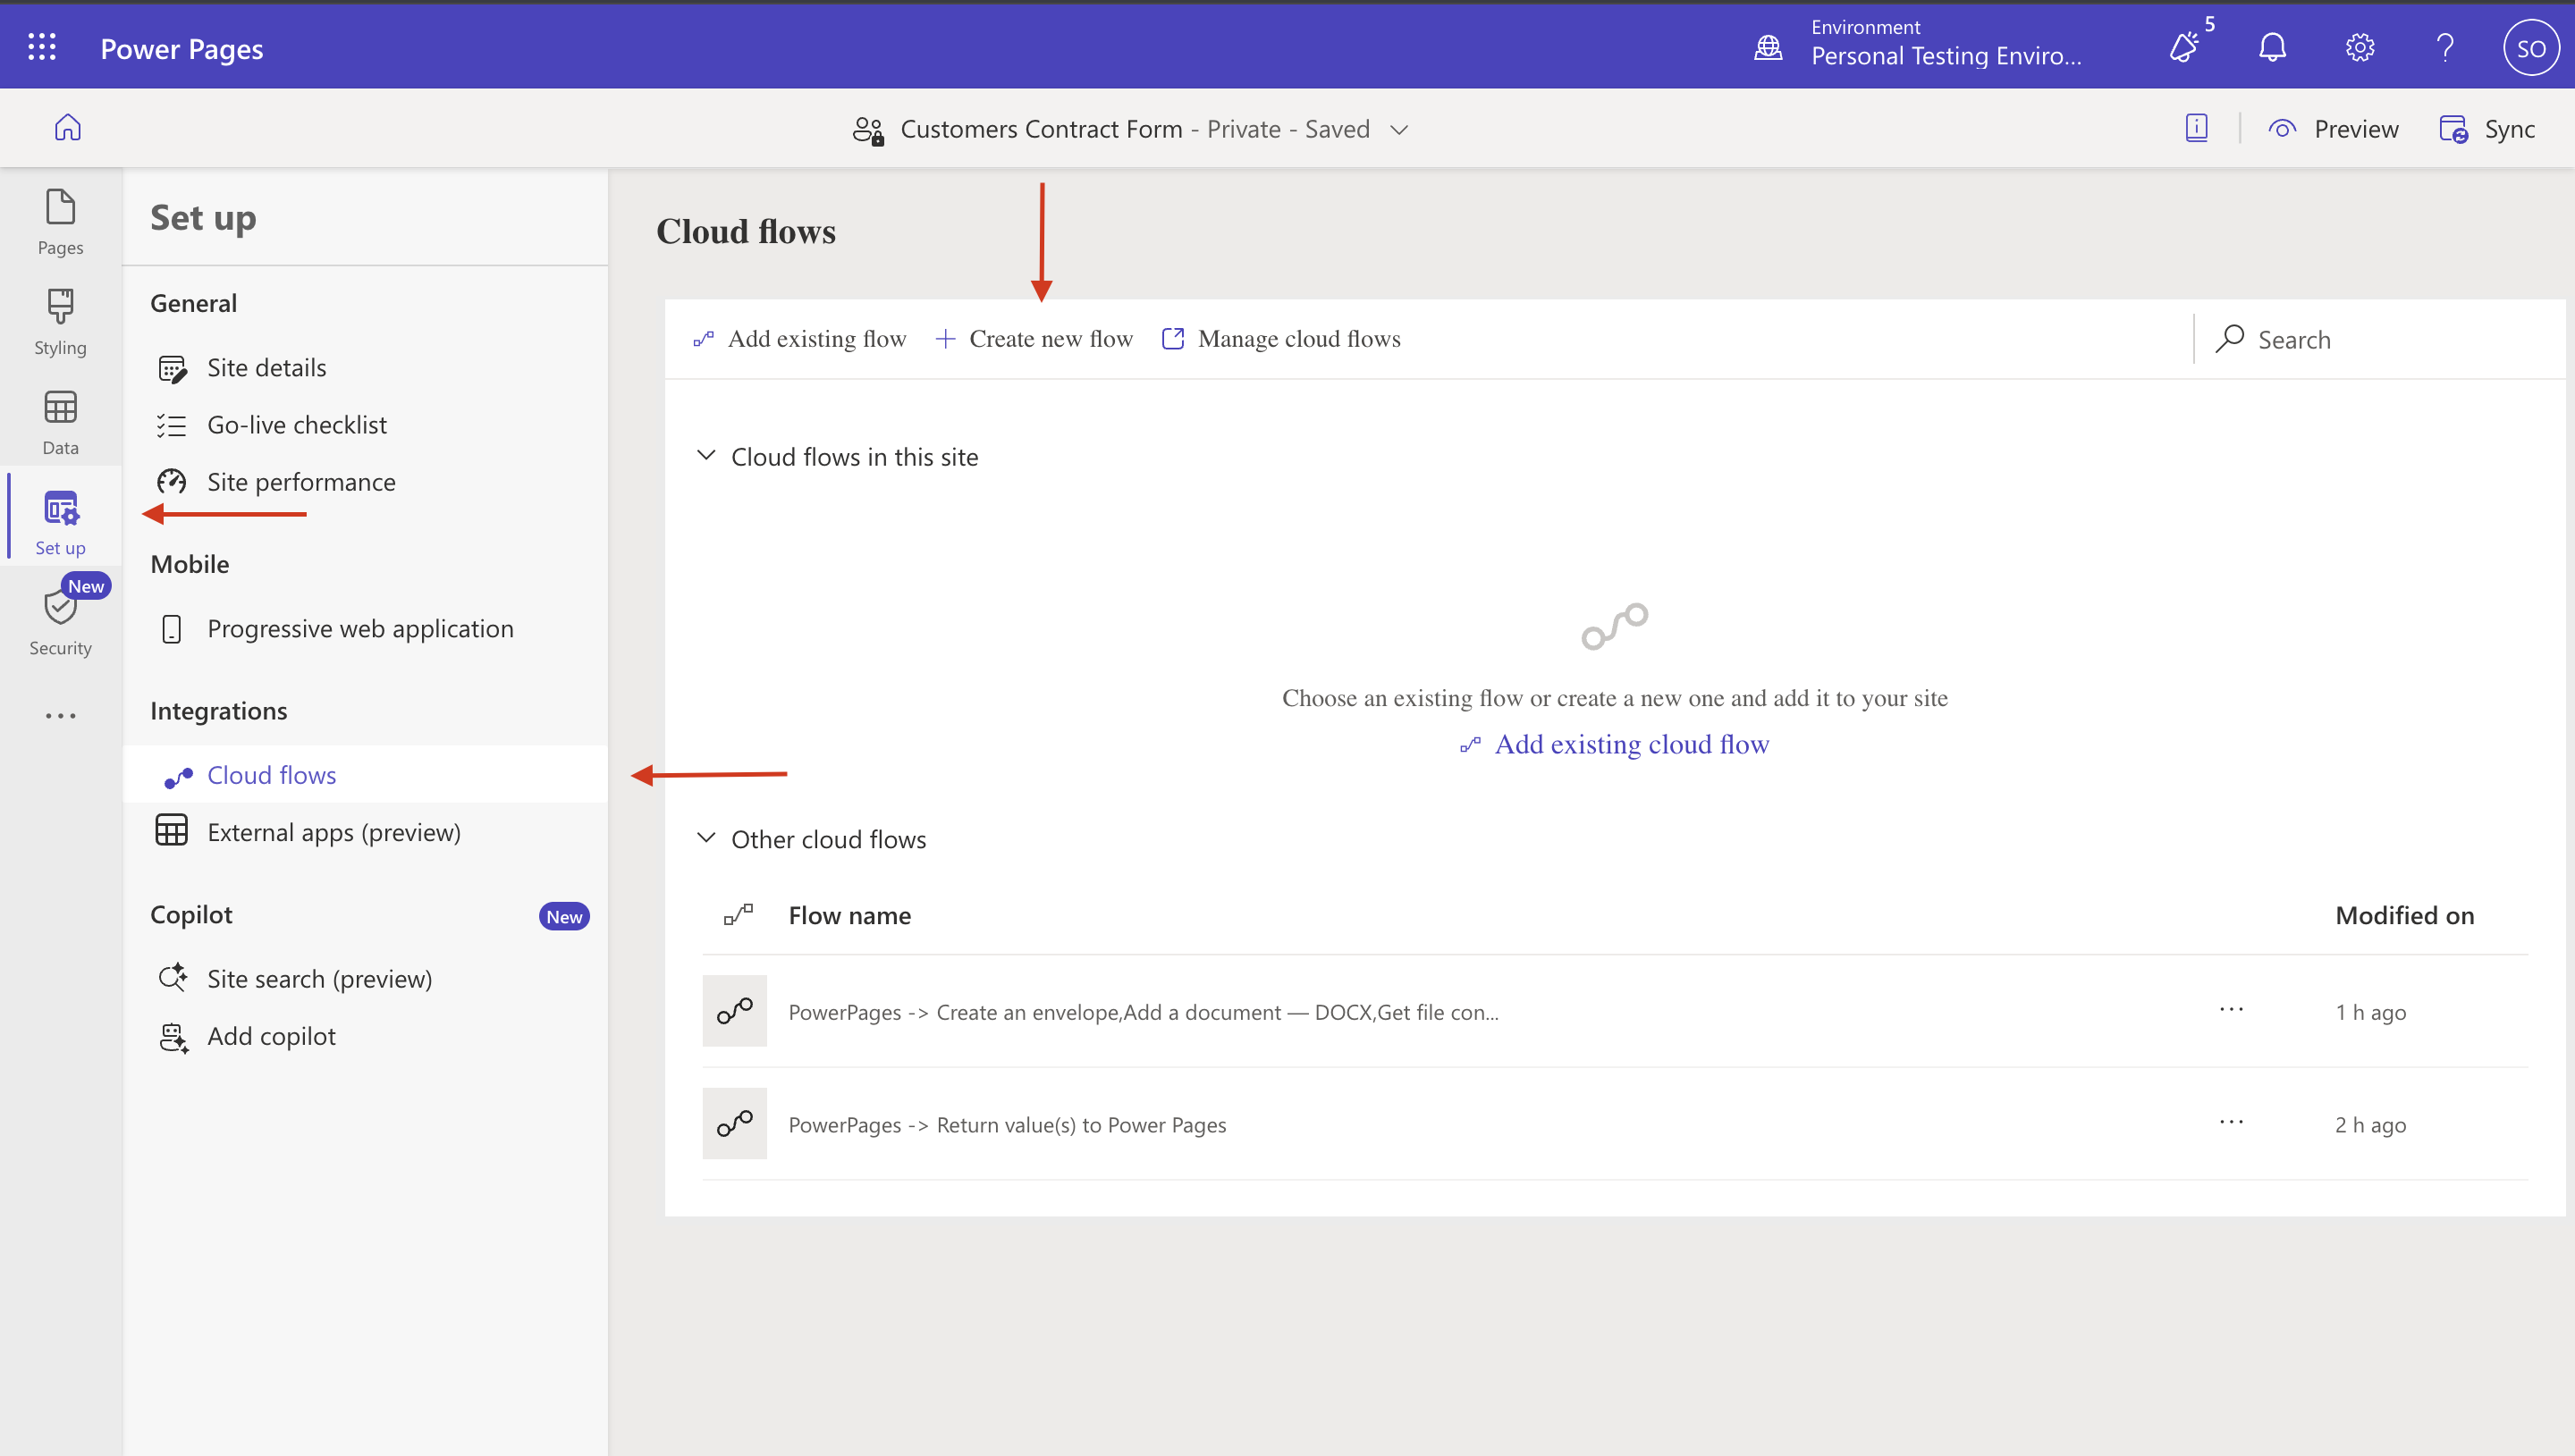 Power Pages
Environment
Personal Testing Enviro...
5
SO
Customers Contract Form - Private - Saved
Preview
Sync
Pages
Styling
Data
Set up
New
Security
Set up
General
Site details
Go-live checklist
Site performance
Mobile
Progressive web application
Integrations
Cloud flows
External apps (preview)
Copilot
New
Site search (preview)
Add copilot
Cloud flows
Add existing flow
Create new flow
Manage cloud flows
Search
Cloud flows in this site
Choose an existing flow or create a new one and add it to your site
Add existing cloud flow
Other cloud flows
Flow name
Modified on
PowerPages -> Create an envelope,Add a document — DOCX,Get file con...
1 h ago
PowerPages -> Return value(s) to Power Pages
2 h ago